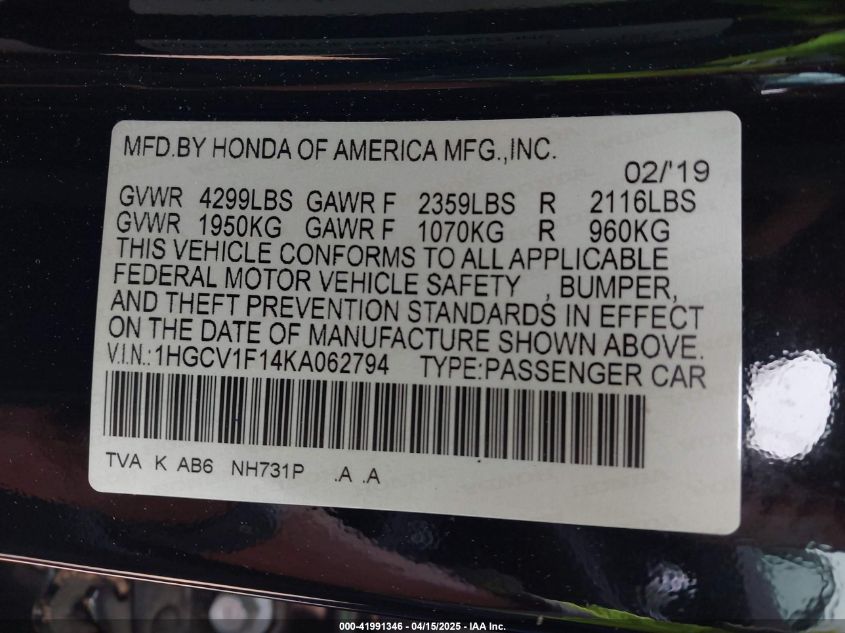 MFD.BY HONDA OF AMERICA MFG.,INC.
02/'19
GVWR 4299LBS GAWR F 2359LBS R 2116LBS
GVWR 1950KG GAWR F 1070KG R 960KG
THIS VEHICLE CONFORMS TO ALL APPLICABLE
FEDERAL MOTOR VEHICLE SAFETY , BUMPER,
AND THEFT PREVENTION STANDARDS IN EFFECT
ON THE DATE OF MANUFACTURE SHOWN ABOVE.
V.I.N.:1HGCV1F14KA062794 TYPE:PASSENGER CAR
TVA K AB6 NH731P .A .A
000-41991346 - 04/15/2025 - IAA Inc.